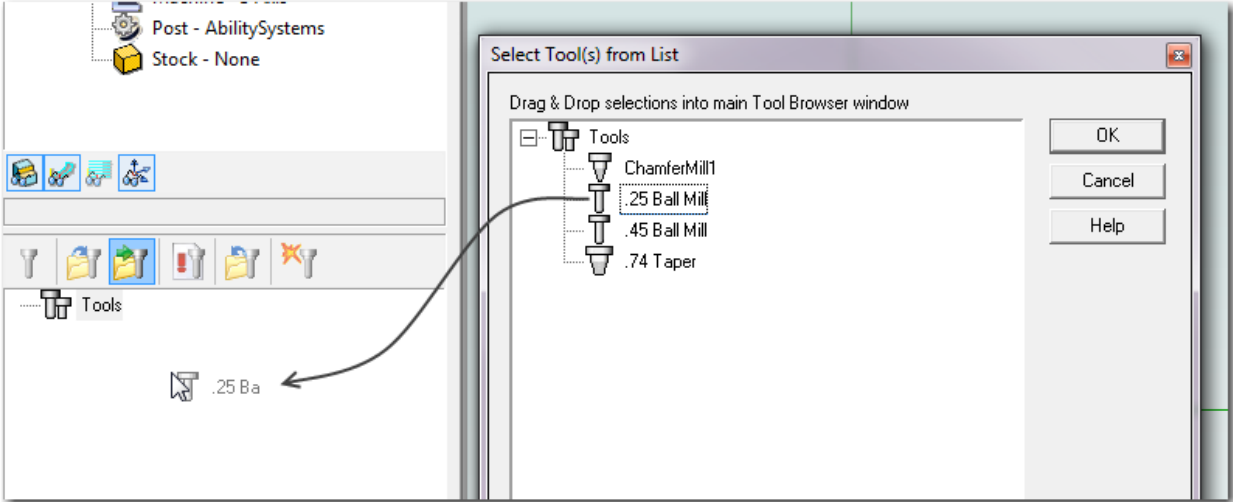 Post - AbilitySystems
Stock - None
Tools
.25 Ba
Select Tool(s) from List
Drag & Drop selections into main Tool Browser window
Tools
ChamferMill1
.25 Ball Mill
.45 Ball Mill
.74 Taper
OK
Cancel
Help